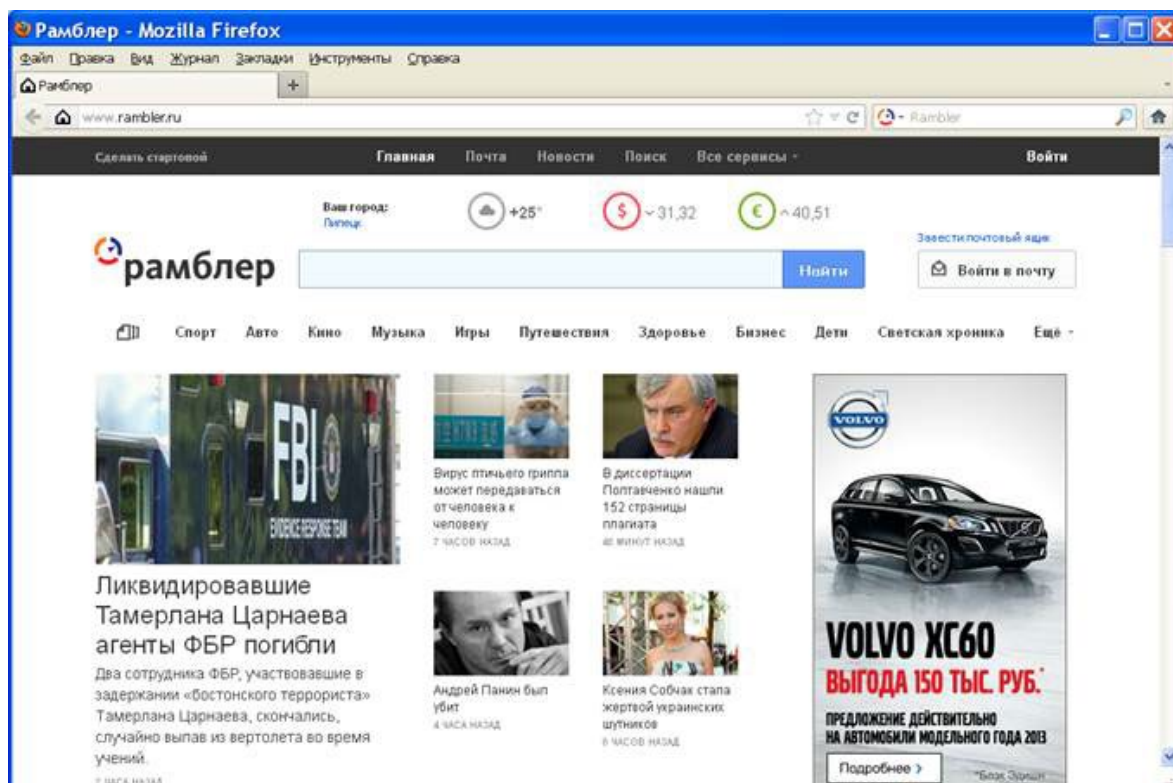 Рамблер - Mozilla Firefox
Файл Правка Вид Журнал Закладки Инструменты Справка
Рамблер +
www.rambler.ru Rambler
Сделать стартовой Главная Почта Новости Поиск Все сервисы Войти
Ваш город: +25° $ 31,32 € 40,51
Липецк
Завести почтовый ящик
рамблер Найти Войти в почту
Спорт Авто Кино Музыка Игры Путешествия Здоровье Бизнес Дети Светская хроника Ещё
FBI
EVIDENCE RESPONSE TEAM
Ликвидировавшие
Тамерлана Царнаева
агенты ФБР погибли
Два сотрудника ФБР, участвовавшие в
задержании «бостонского террориста»
Тамерлана Царнаева, скончались,
случайно выпав из вертолета во время
учений.
Вирус птичьего гриппа
может передаваться
от человека к
человеку
7 ЧАСОВ НАЗАД
В диссертации
Полтавченко нашли
152 страницы
плагиата
МИНУТ НАЗАД
Андрей Панин был
убит
4 ЧАСА НАЗАД
Ксения Собчак стала
жертвой украинских
шутников
6 ЧАСОВ НАЗАД
VOLVO
VOLVO XC60
ВЫГОДА 150 ТЫС. РУБ.*
ПРЕДЛОЖЕНИЕ ДЕЙСТВИТЕЛЬНО
НА АВТОМОБИЛИ МОДЕЛЬНОГО ГОДА 2013
Подробнее >